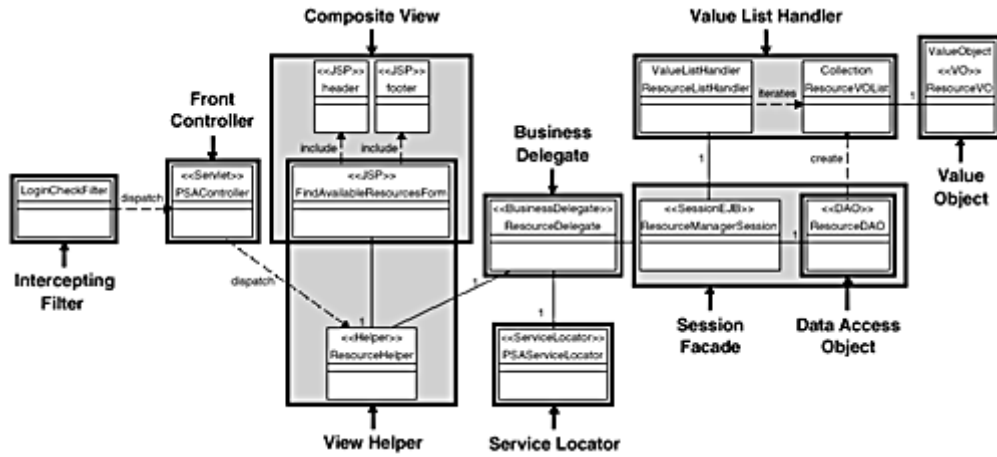 Composite View
Value List Handler
<<JSP>>
header
<<JSP>>
footer
ValueListHandler
ResourceListHandler
iterates
Collection
ResourceVOList
1
ValueObject
<<VO>>
ResourceVO
Front
Controller
include
include
Business
Delegate
1
create
Value
Object
LoginCheckFilter
dispatch
<<Servlet>>
PSAController
<<JSP>>
FindAvailableResourcesForm
<<BusinessDelegate>>
ResourceDelegate
<<SessionEJB>>
ResourceManagerSession
1
<<DAO>>
ResourceDAO
Intercepting
Filter
dispatch
1
1
1
<<Helper>>
ResourceHelper
<<ServiceLocator>>
PSAServiceLocator
Session
Facade
Data Access
Object
View Helper
Service Locator